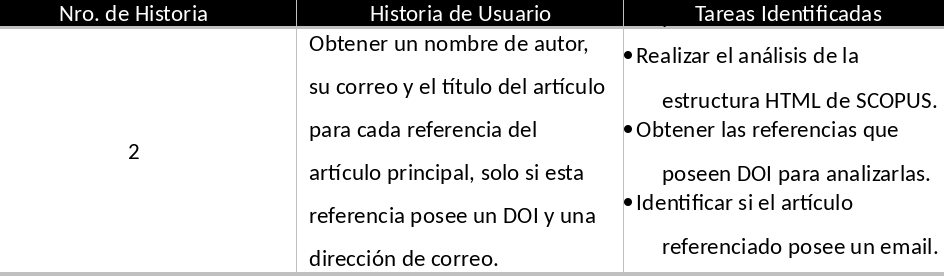 Nro. de Historia
Historia de Usuario
Tareas Identificadas
2
Obtener un nombre de autor,
su correo y el título del artículo
para cada referencia del
artículo principal, solo si esta
referencia posee un DOI y una
dirección de correo.
•Realizar el análisis de la
estructura HTML de SCOPUS.
•Obtener las referencias que
poseen DOI para analizarlas.
•Identificar si el artículo
referenciado posee un email.